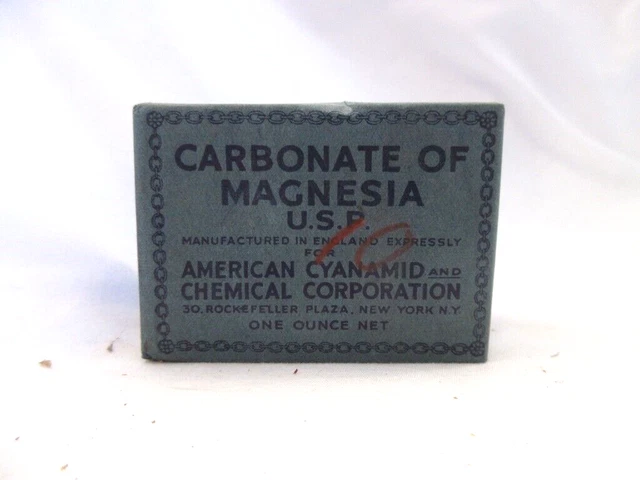 CARBONATE OF
MAGNESIA
U.S.P.
MANUFACTURED IN ENGLAND EXPRESSLY
FOR
AMERICAN CYANAMID AND
CHEMICAL CORPORATION
30, ROCKEFELLER PLAZA, NEW YORK N.Y.
ONE OUNCE NET
10